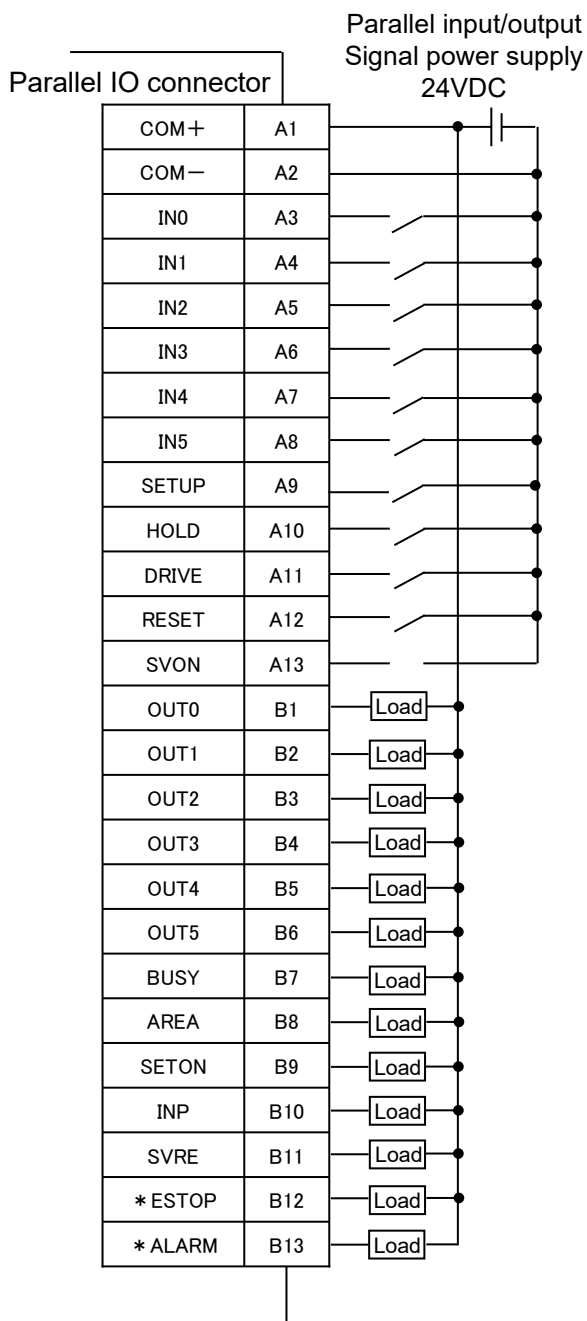 Parallel input/output
Signal power supply
24VDC
Parallel IO connector
COM＋ A1
COM－ A2
IN0 A3
IN1 A4
IN2 A5
IN3 A6
IN4 A7
IN5 A8
SETUP A9
HOLD A10
DRIVE A11
RESET A12
SVON A13
OUT0 B1 Load
OUT1 B2 Load
OUT2 B3 Load
OUT3 B4 Load
OUT4 B5 Load
OUT5 B6 Load
BUSY B7 Load
AREA B8 Load
SETON B9 Load
INP B10 Load
SVRE B11 Load
＊ESTOP B12 Load
＊ALARM B13 Load